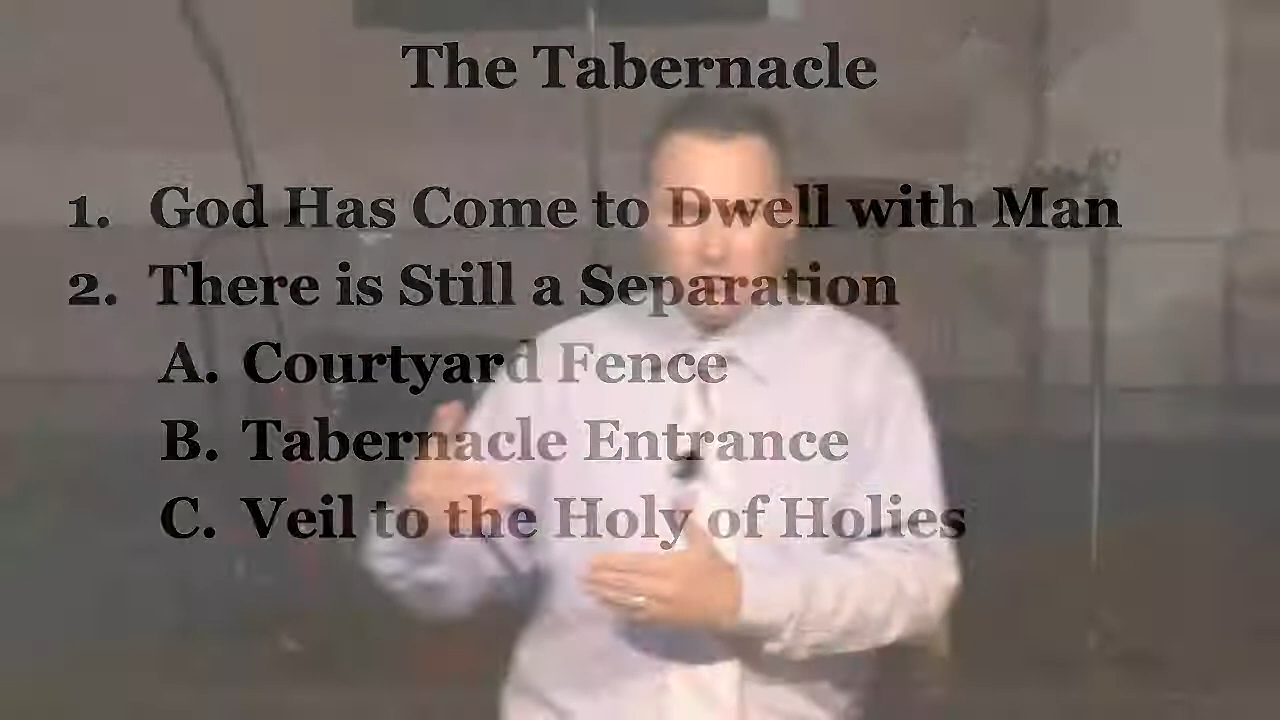 The Tabernacle
1. God Has Come to Dwell with Man
2. There is Still a Separation
A. Courtyard Fence
B. Tabernacle Entrance
C. Veil to the Holy of Holies